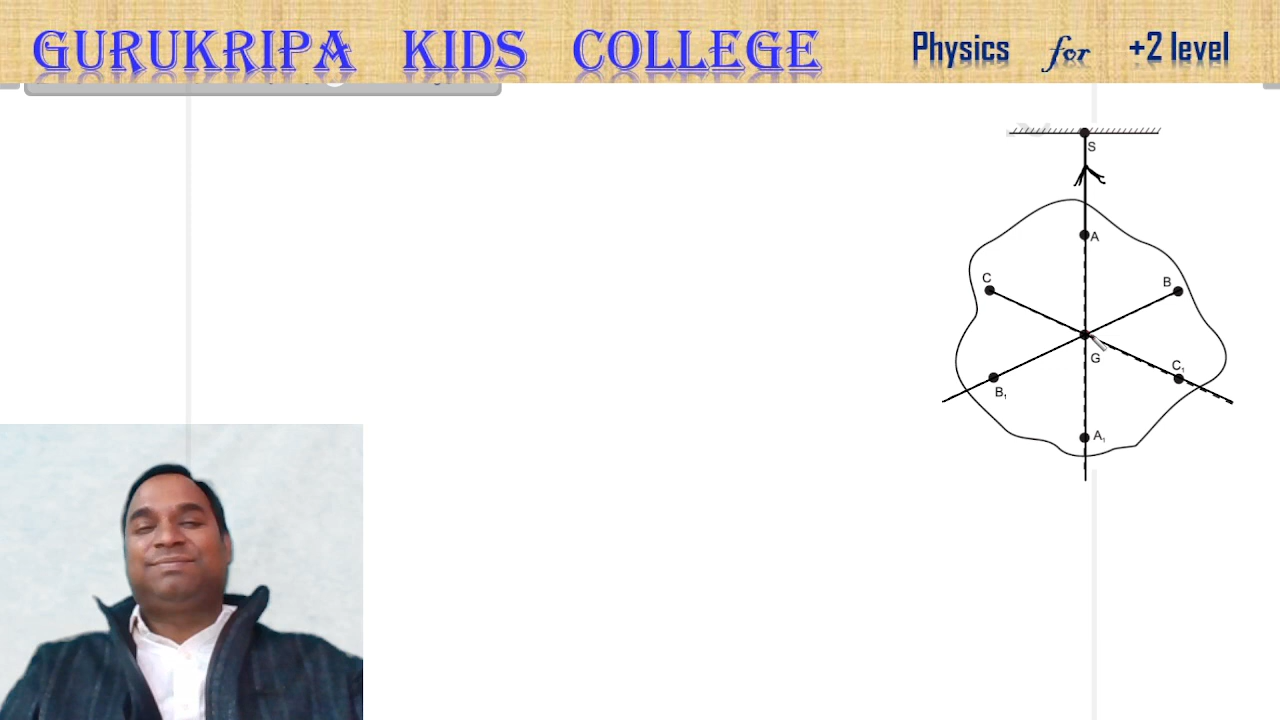 GURUKRIPA KIDS COLLEGE Physics for +2 level
S
A
C
B
G
C₁
B₁
A₁